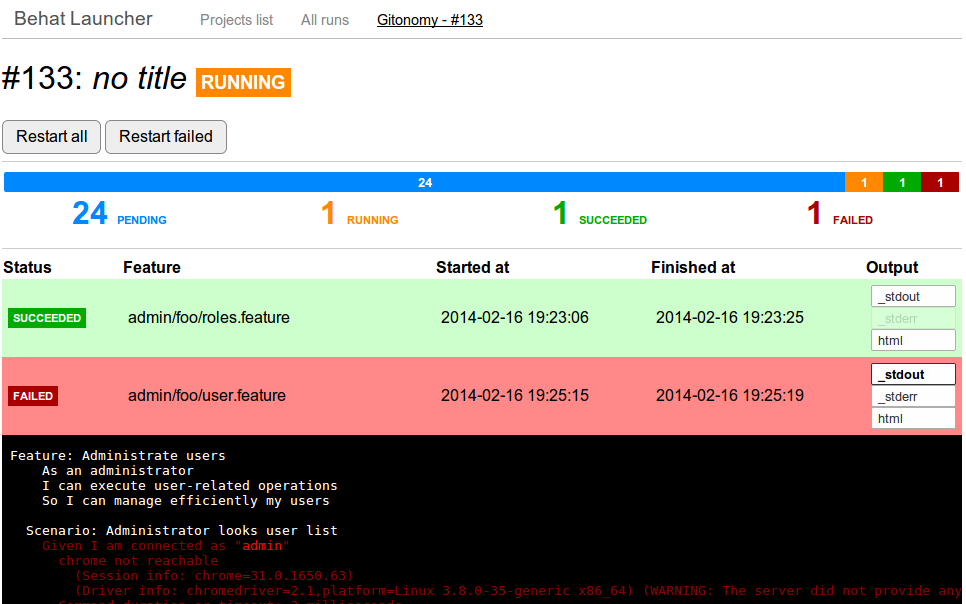 Behat Launcher Projects list All runs Gitonomy - #133
#133: no title RUNNING
Restart all Restart failed
24 1 1 1
24 PENDING 1 RUNNING 1 SUCCEEDED 1 FAILED
Status Feature Started at Finished at Output
_stdout
SUCCEEDED admin/foo/roles.feature 2014-02-16 19:23:06 2014-02-16 19:23:25 _stderr
html
_stdout
FAILED admin/foo/user.feature 2014-02-16 19:25:15 2014-02-16 19:25:19 _stderr
html
Feature: Administrate users
As an administrator
I can execute user-related operations
So I can manage efficiently my users
Scenario: Administrator looks user list
Given I am connected as "admin"
chrome not reachable
(Session info: chrome=31.0.1650.63)
(Driver info: chromedriver=2.1,platform=Linux 3.8.0-35-generic x86_64) (WARNING: The server did not provide any